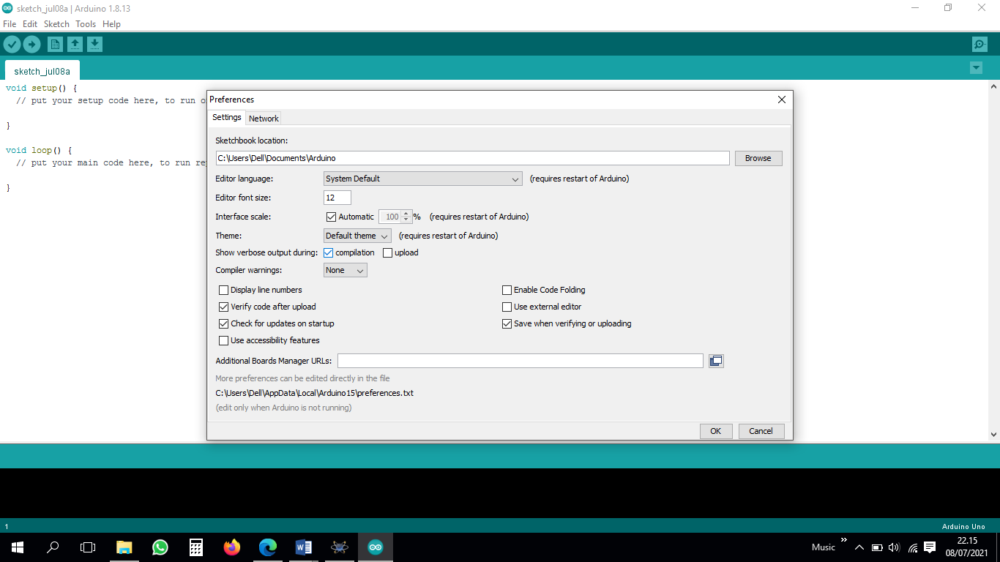 sketch_jul08a | Arduino 1.8.13
File Edit Sketch Tools Help
sketch_jul08a
void setup() {
// put your setup code here, to run o
}
void loop() {
// put your main code here, to run re
}
Preferences
Settings Network
Sketchbook location:
C:\Users\Dell\Documents\Arduino Browse
Editor language: System Default (requires restart of Arduino)
Editor font size: 12
Interface scale: Automatic 100 % (requires restart of Arduino)
Theme: Default theme (requires restart of Arduino)
Show verbose output during: compilation upload
Compiler warnings: None
Display line numbers Enable Code Folding
Verify code after upload Use external editor
Check for updates on startup Save when verifying or uploading
Use accessibility features
Additional Boards Manager URLs:
More preferences can be edited directly in the file
C:\Users\Dell\AppData\Local\Arduino15\preferences.txt
(edit only when Arduino is not running)
OK Cancel
1 Arduino Uno
Music » 22.15
08/07/2021